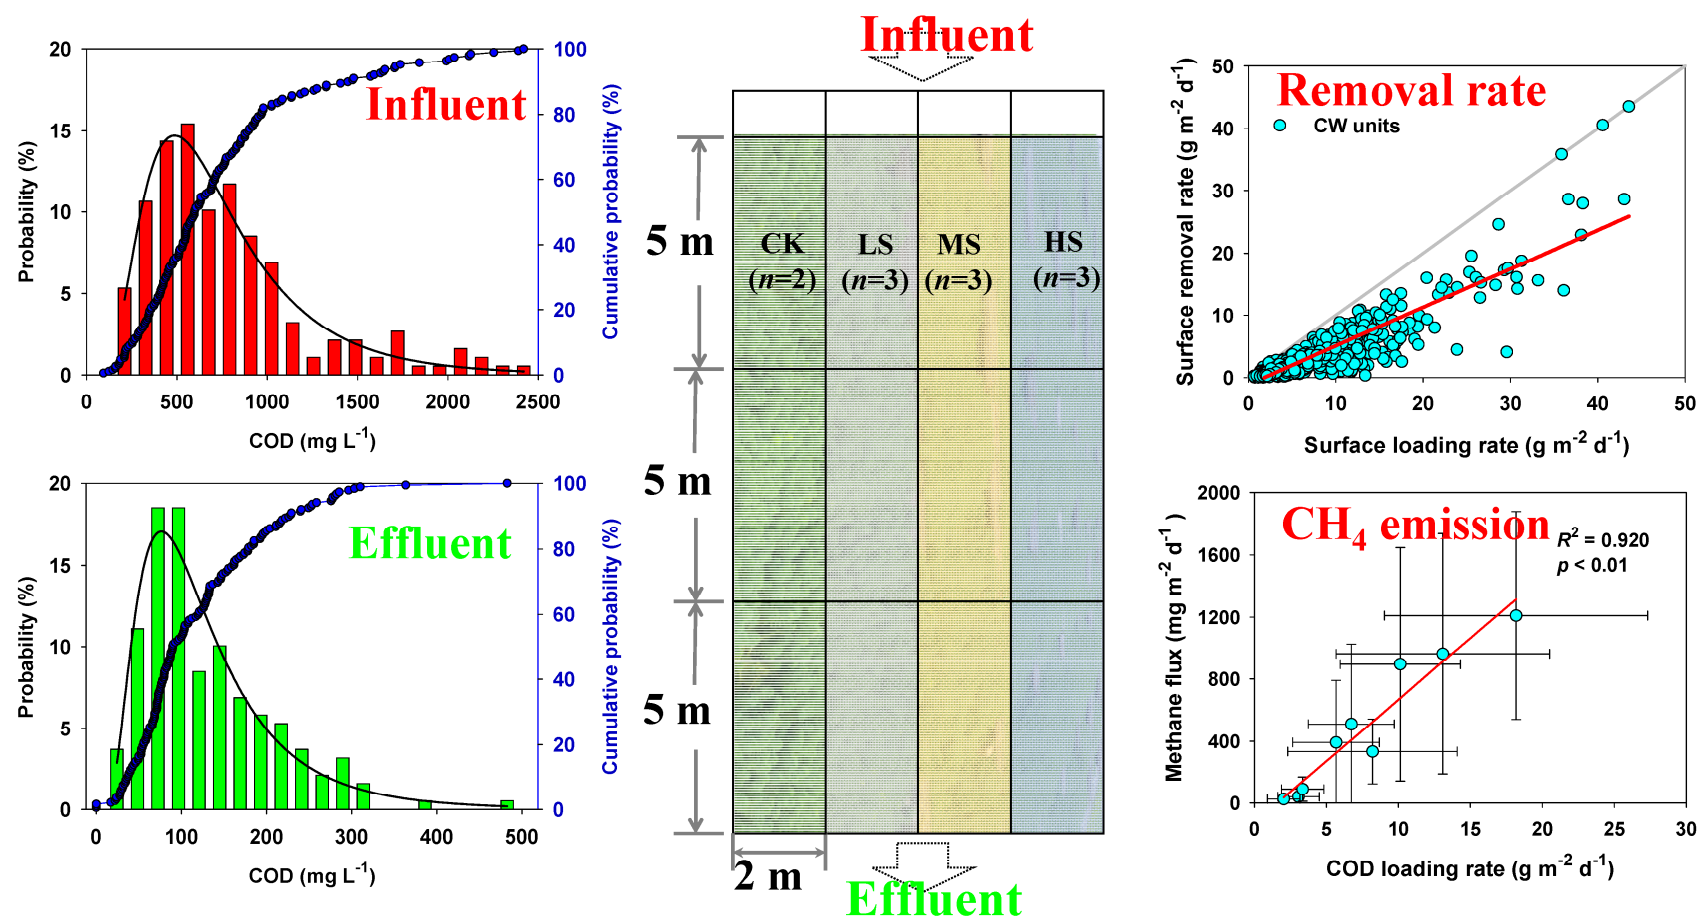 Influent
20
15
10
5
0
100
80
60
40
20
0
Probability (%)
Cumulative probability (%)
0 500 1000 1500 2000 2500
COD (mg L-1)
Effluent
20
15
10
5
0
100
80
60
40
20
0
Probability (%)
Cumulative probability (%)
0 100 200 300 400 500
COD (mg L-1)
Influent
5 m
5 m
5 m
CK LS MS HS
(n=2) (n=3) (n=3) (n=3)
2 m
Effluent
Removal rate
CW units
50
40
30
20
10
0
Surface removal rate (g m-2 d-1)
0 10 20 30 40 50
Surface loading rate (g m-2 d-1)
CH4 emission
R2 = 0.920
p < 0.01
2000
1600
1200
800
400
0
Methane flux (mg m-2 d-1 )
0 5 10 15 20 25 30
COD loading rate (g m-2 d-1)